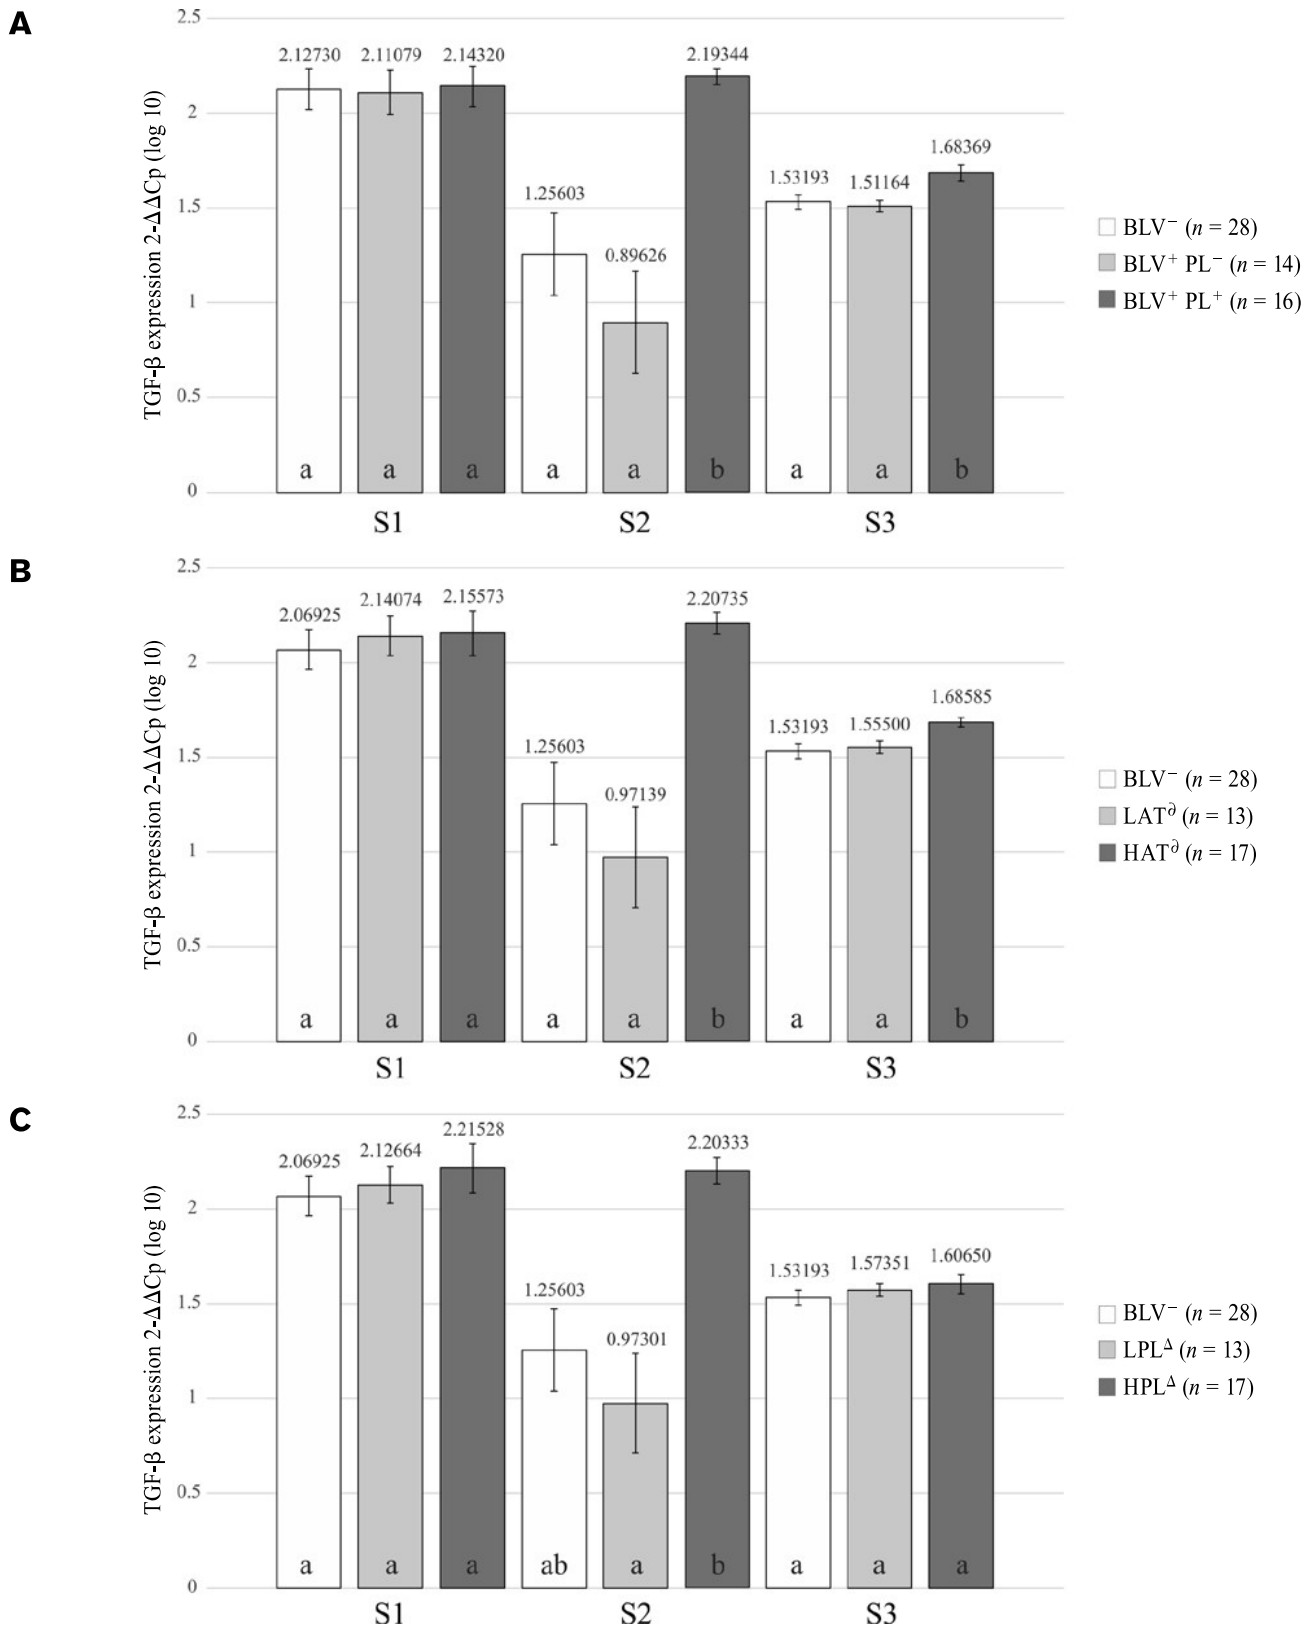 A
TGF-β expression 2-ΔΔCp (log 10)
2.5
2
1.5
1
0.5
0
2.12730
2.11079
2.14320
1.25603
0.89626
2.19344
1.53193
1.51164
1.68369
a
a
a
a
a
b
a
a
b
S1
S2
S3
BLV⁻ (n = 28)
BLV⁺ PL⁻ (n = 14)
BLV⁺ PL⁺ (n = 16)
B
TGF-β expression 2-ΔΔCp (log 10)
2.5
2
1.5
1
0.5
0
2.06925
2.14074
2.15573
1.25603
0.97139
2.20735
1.53193
1.55500
1.68585
a
a
a
a
a
b
a
a
b
S1
S2
S3
BLV⁻ (n = 28)
LAT∂ (n = 13)
HAT∂ (n = 17)
C
TGF-β expression 2-ΔΔCp (log 10)
2.5
2
1.5
1
0.5
0
2.06925
2.12664
2.21528
1.25603
0.97301
2.20333
1.53193
1.57351
1.60650
a
a
a
ab
a
b
a
a
a
S1
S2
S3
BLV⁻ (n = 28)
LPLΔ (n = 13)
HPLΔ (n = 17)